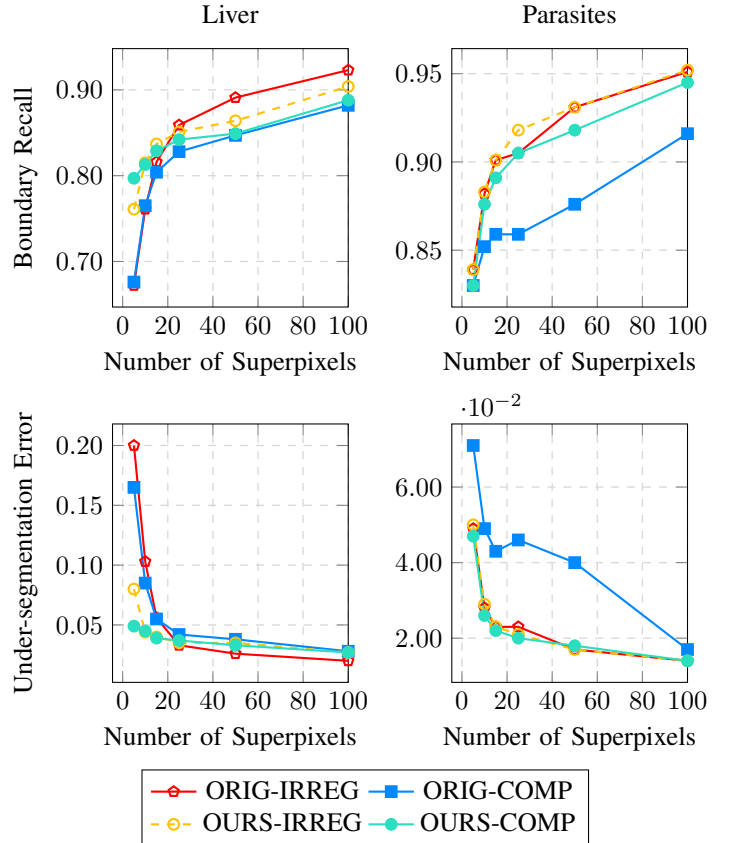 Liver Parasites
Boundary Recall
0.90
0.80
0.70
0 20 40 60 80 100
Number of Superpixels
0.95
0.90
0.85
0 20 40 60 80 100
Number of Superpixels
Under-segmentation Error
0.20
0.15
0.10
0.05
0 20 40 60 80 100
Number of Superpixels
·10−2
6.00
4.00
2.00
0 20 40 60 80 100
Number of Superpixels
ORIG-IRREG ORIG-COMP
OURS-IRREG OURS-COMP